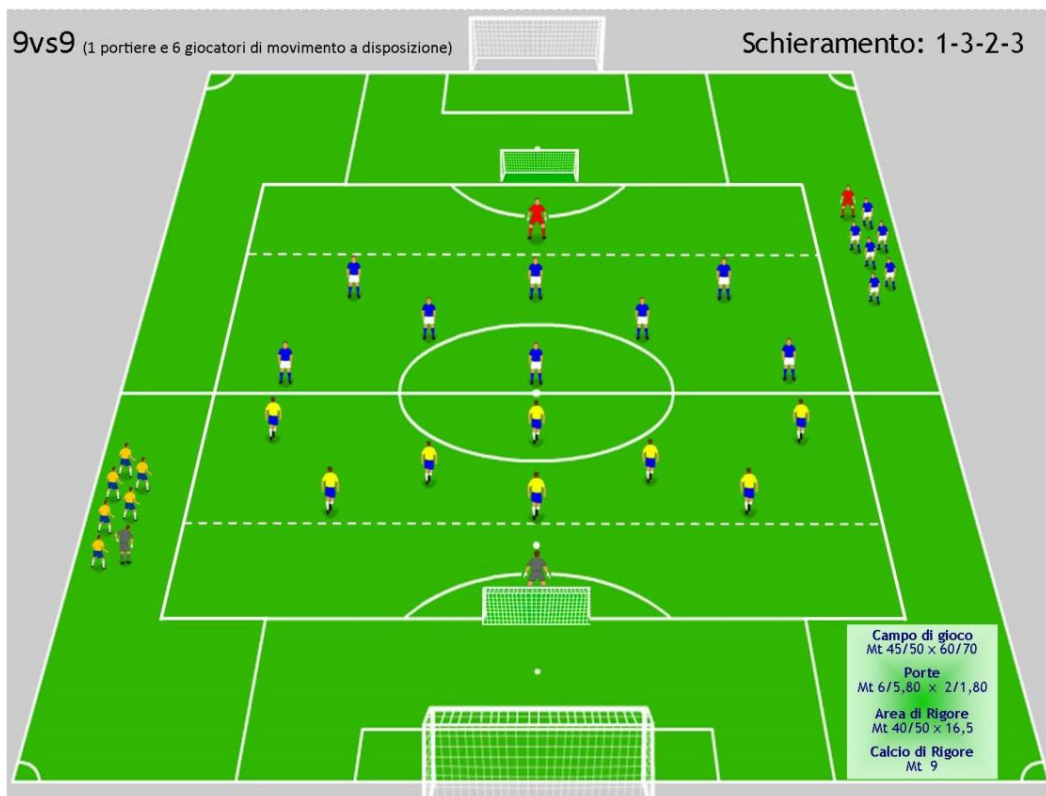 9vs9 (1 portiere e 6 giocatori di movimento a disposizione)
Schieramento: 1-3-2-3
Campo di gioco
Mt 45/50 x 60/70
Porte
Mt 6/5,80 x 2/1,80
Area di Rigore
Mt 40/50 x 16,5
Calcio di Rigore
Mt 9